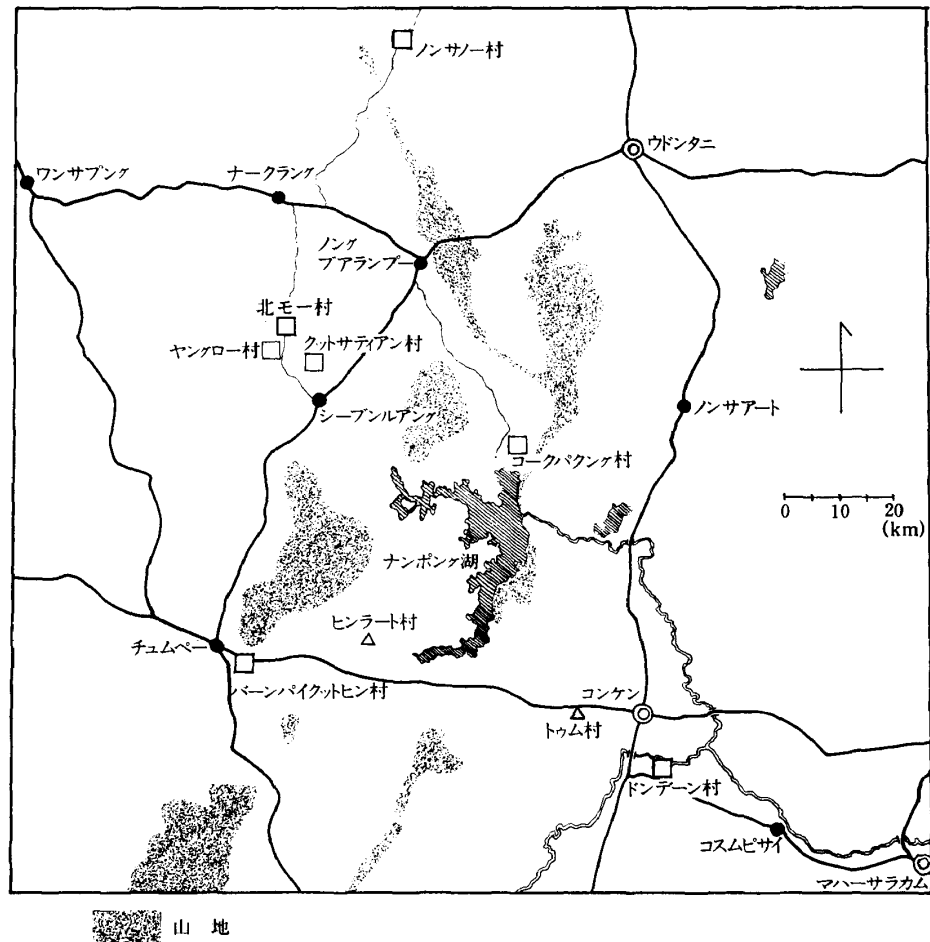 ノンサノー村
ウドンタニ
ワンサプング
ナークラング
ノング
ブアランプー
北モー村
ヤングロー村
クットサティアン村
シーブンルアング
ノンサアート
コークパクング村
0 10 20
(km)
ナンポング湖
ヒンラート村
チュムペー
バーンパイクットヒン村
コンケン
トゥム村
ドンデーン村
コスムピサイ
マハーサラカム
山 地